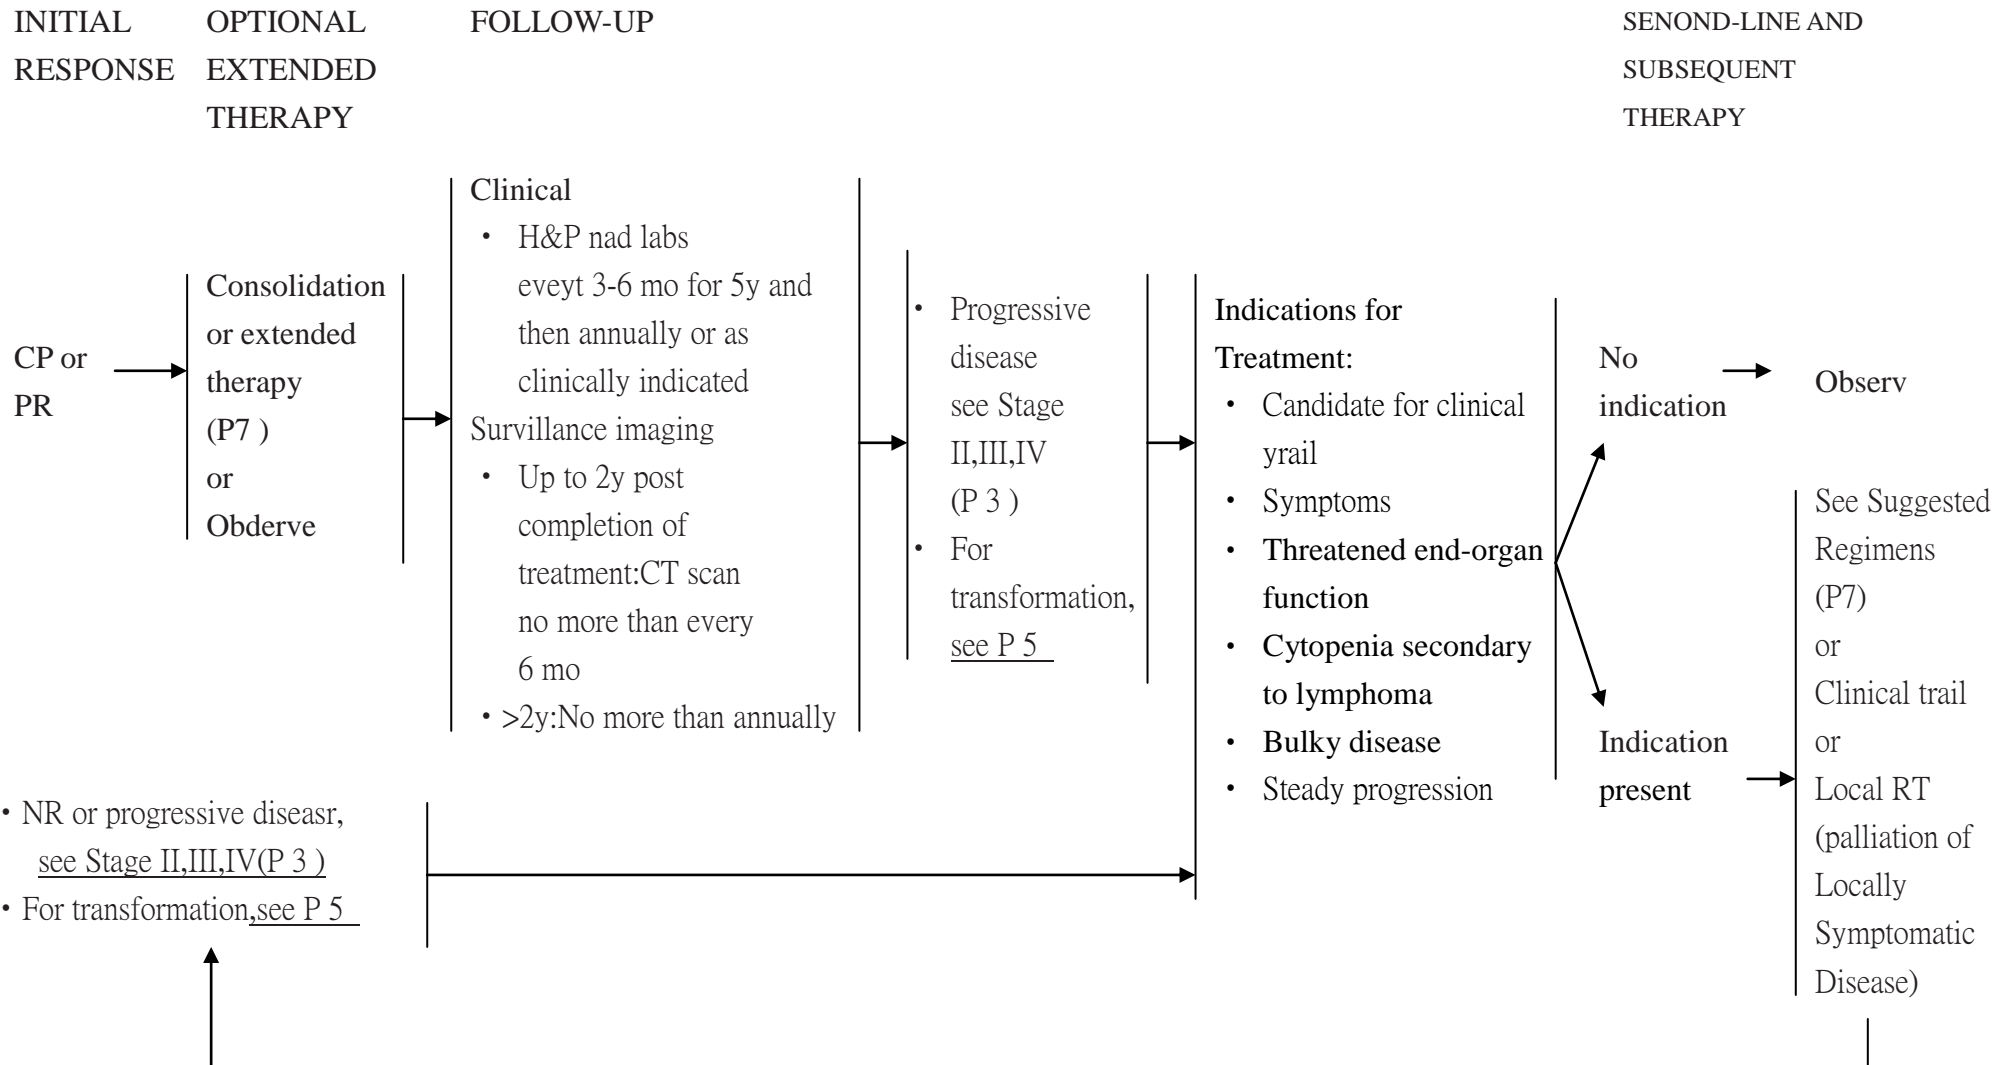 INITIAL
RESPONSE
OPTIONAL
EXTENDED
THERAPY
FOLLOW-UP
SENOND-LINE AND
SUBSEQUENT
THERAPY
CP or
PR
Consolidation
or extended
therapy
(P7 )
or
Obderve
Clinical
• H&P nad labs
eveyt 3-6 mo for 5y and
then annually or as
clinically indicated
Survillance imaging
• Up to 2y post
completion of
treatment:CT scan
no more than every
6 mo
• >2y:No more than annually
• Progressive
disease
see Stage
II,III,IV
(P 3 )
• For
transformation,
see P 5
Indications for
Treatment:
• Candidate for clinical
yrail
• Symptoms
• Threatened end-organ
function
• Cytopenia secondary
to lymphoma
• Bulky disease
• Steady progression
No
indication
Observ
Indication
present
See Suggested
Regimens
(P7)
or
Clinical trail
or
Local RT
(palliation of
Locally
Symptomatic
Disease)
• NR or progressive diseasr,
see Stage II,III,IV(P 3 )
• For transformation,see P 5